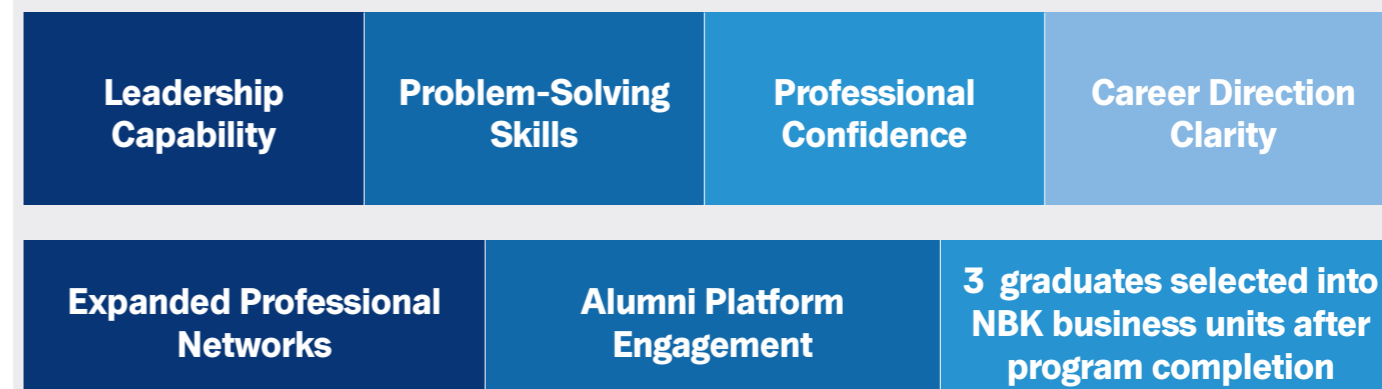 Leadership
Capability
Problem-Solving
Skills
Professional
Confidence
Career Direction
Clarity
Expanded Professional
Networks
Alumni Platform
Engagement
3 graduates selected into
NBK business units after
program completion